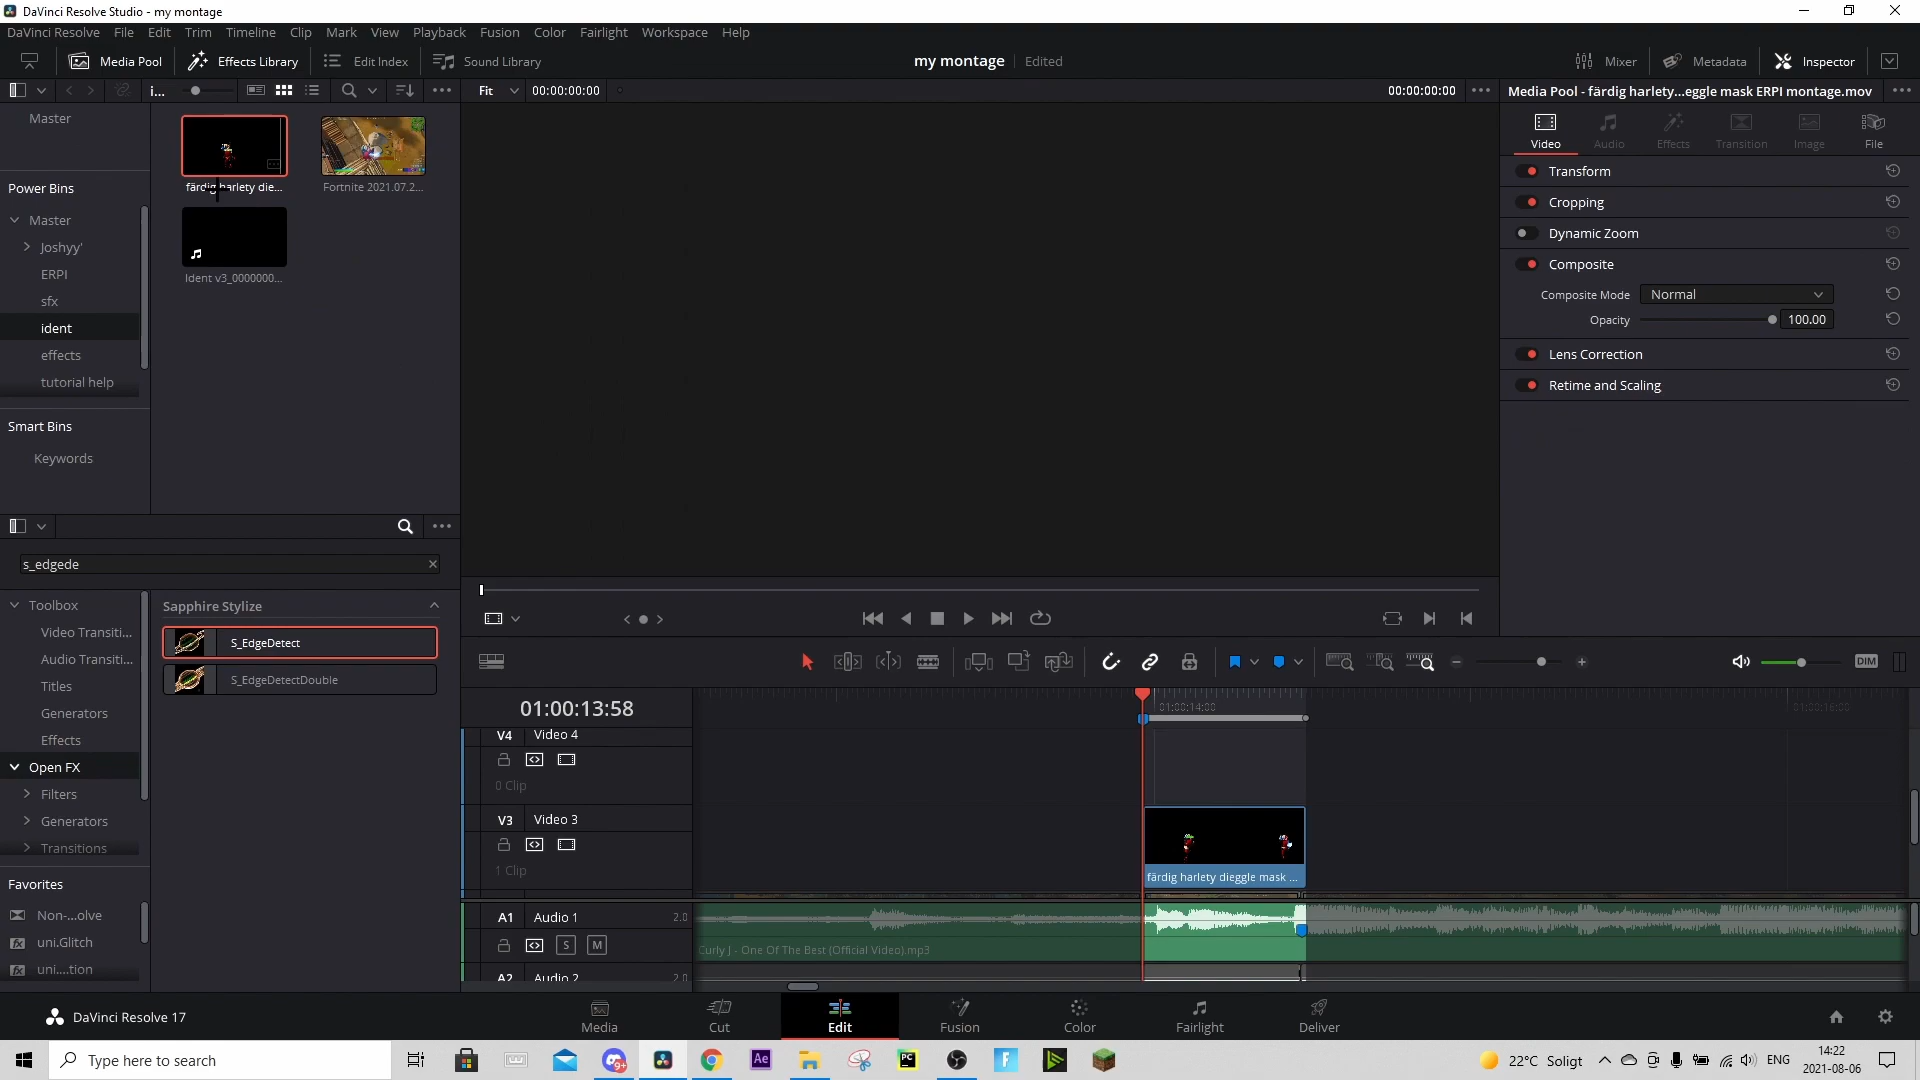 DaVinci Resolve Studio - my montage
DaVinci Resolve File Edit Trim Timeline Clip Mark View Playback Fusion Color Fairlight Workspace Help
Media Pool Effects Library Edit Index Sound Library my montage Edited Mixer Metadata Inspector
i... Fit 00:00:00:00 00:00:00:00 Media Pool - färdig harlety...eggle mask ERPI montage.mov
Master
Video Audio Effects Transition Image File
färdig harlety die... Fortnite 2021.07.2...
Power Bins
Master
Joshyy'
ERPI
sfx
ident
effects
tutorial help
Ident v3_0000000...
Smart Bins
Keywords
Transform
Cropping
Dynamic Zoom
Composite
Composite Mode Normal
Opacity 100.00
Lens Correction
Retime and Scaling
s_edgede
Toolbox
Video Transiti...
Audio Transiti...
Titles
Generators
Effects
Open FX
Filters
Generators
Transitions
Favorites
Non-...olve
uni.Glitch
uni....tion
Sapphire Stylize
S_EdgeDetect
S_EdgeDetectDouble
DIM
01:00:13:58
01:00:14:00 01:00:16:00
V4 Video 4
0 Clip
V3 Video 3
1 Clip
färdig harlety dieggle mask ...
A1 Audio 1 2.0
S M
Curly J - One Of The Best (Official Video).mp3
A2 Audio 2 2.0
DaVinci Resolve 17
Media Cut Edit Fusion Color Fairlight Deliver
Type here to search
9+
Ae
PC
F
22°C Soligt
ENG
14:22
2021-08-06